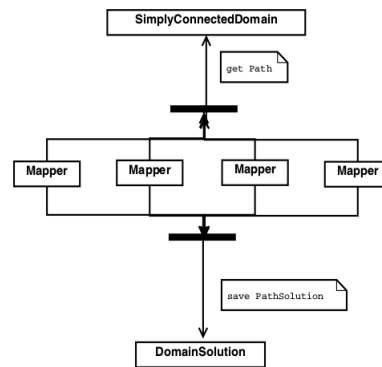 SimplyConnectedDomain
get Path
Mapper
Mapper
Mapper
Mapper
save PathSolution
DomainSolution